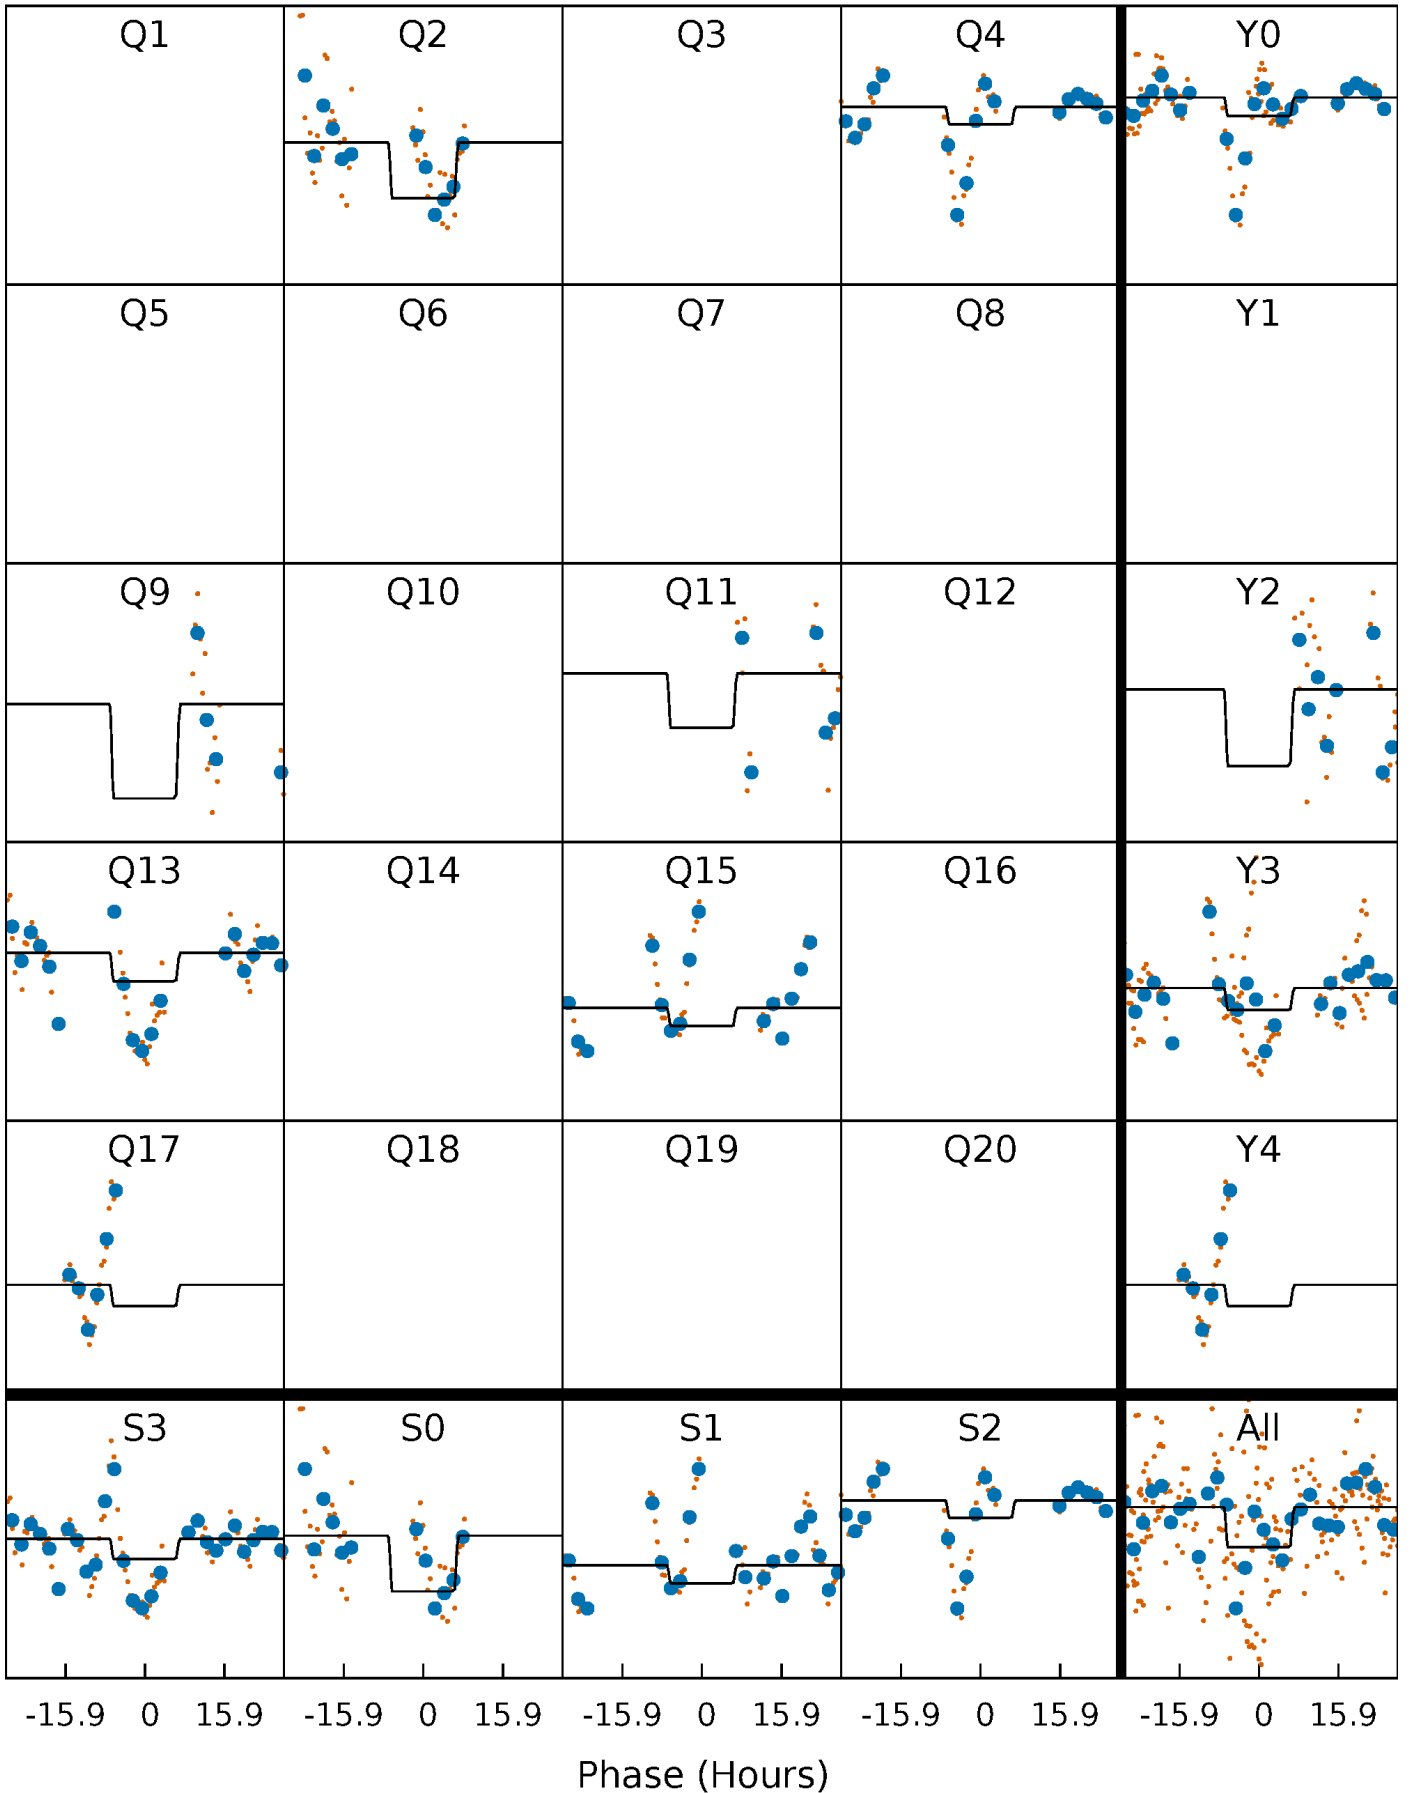 Q1 Q2 Q3 Q4 Y0
Q5 Q6 Q7 Q8 Y1
Q9 Q10 Q11 Q12 Y2
Q13 Q14 Q15 Q16 Y3
Q17 Q18 Q19 Q20 Y4
S3 S0 S1 S2 All
-15.9 0 15.9 -15.9 0 15.9 -15.9 0 15.9 -15.9 0 15.9 -15.9 0 15.9
Phase (Hours)